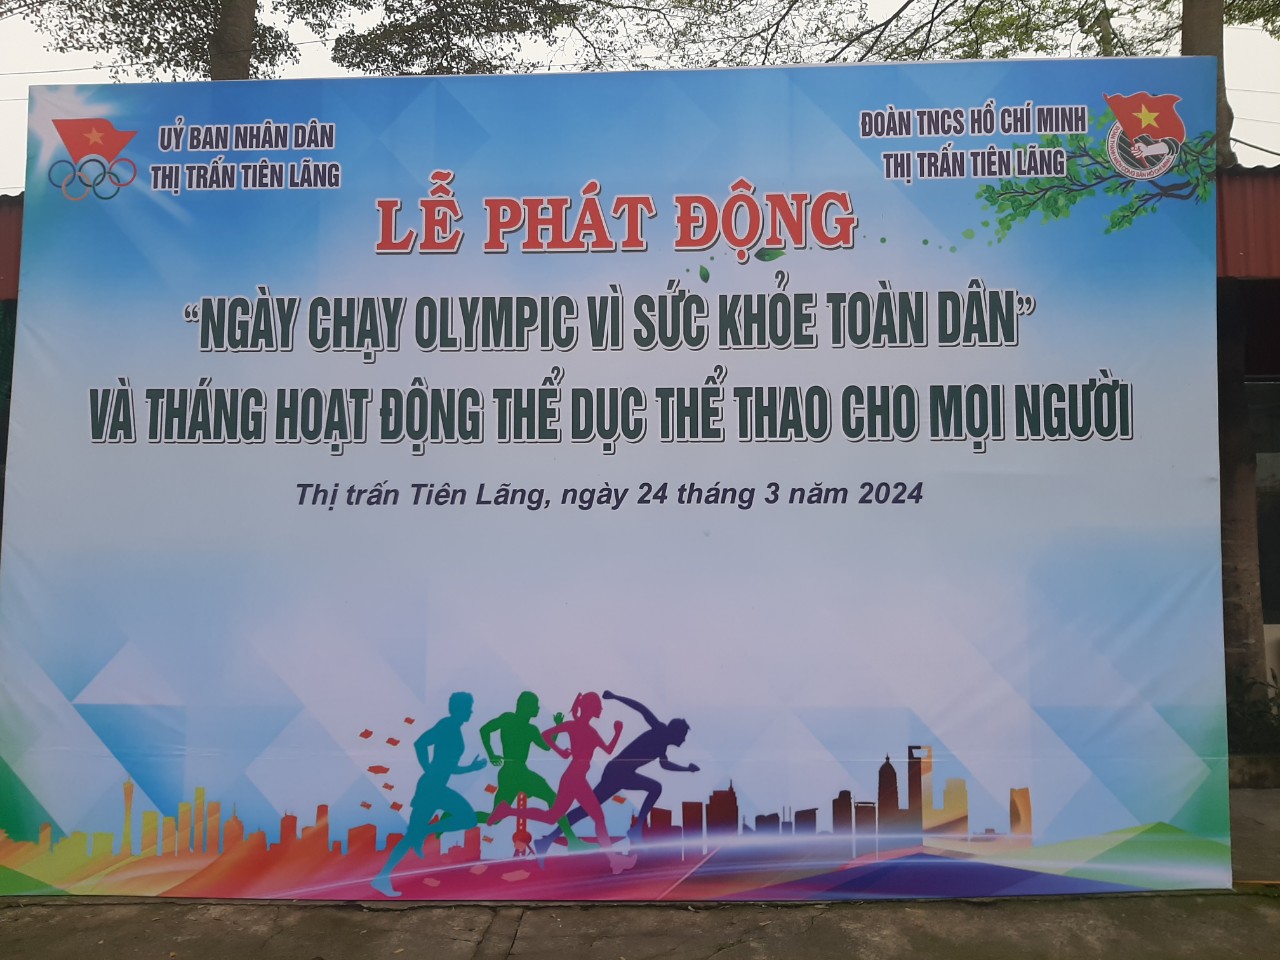 UỶ BAN NHÂN DÂN
THỊ TRẤN TIÊN LÃNG
ĐOÀN TNCS HỒ CHÍ MINH
THỊ TRẤN TIÊN LÃNG
LỄ PHÁT ĐỘNG
“NGÀY CHẠY OLYMPIC VÌ SỨC KHỎE TOÀN DÂN”
VÀ THÁNG HOẠT ĐỘNG THỂ DỤC THỂ THAO CHO MỌI NGƯỜI
Thị trấn Tiên Lãng, ngày 24 tháng 3 năm 2024